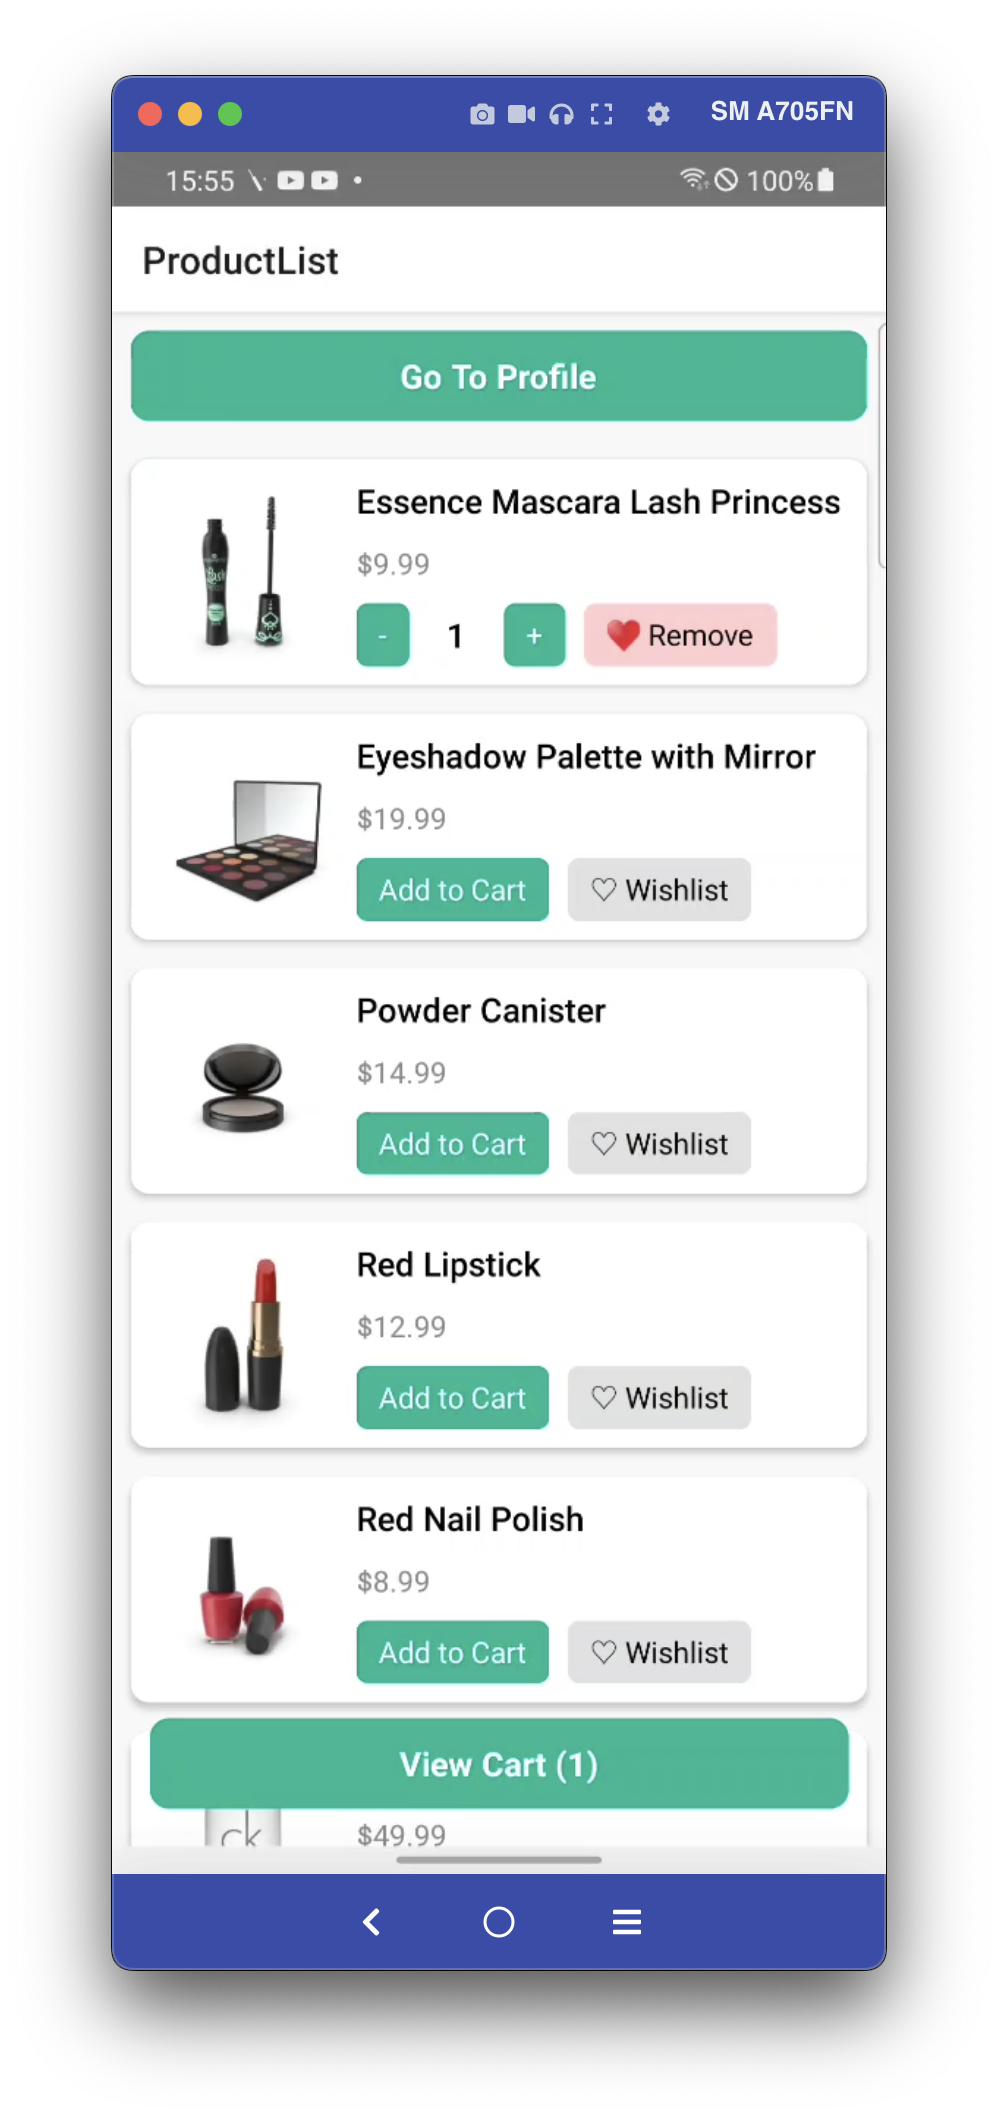 SM A705FN
15:55
100%
ProductList
Go To Profile
Essence Mascara Lash Princess
$9.99
- 1 + Remove
Eyeshadow Palette with Mirror
$19.99
Add to Cart ♡ Wishlist
Powder Canister
$14.99
Add to Cart ♡ Wishlist
Red Lipstick
$12.99
Add to Cart ♡ Wishlist
Red Nail Polish
$8.99
Add to Cart ♡ Wishlist
View Cart (1)
ck
$49.99